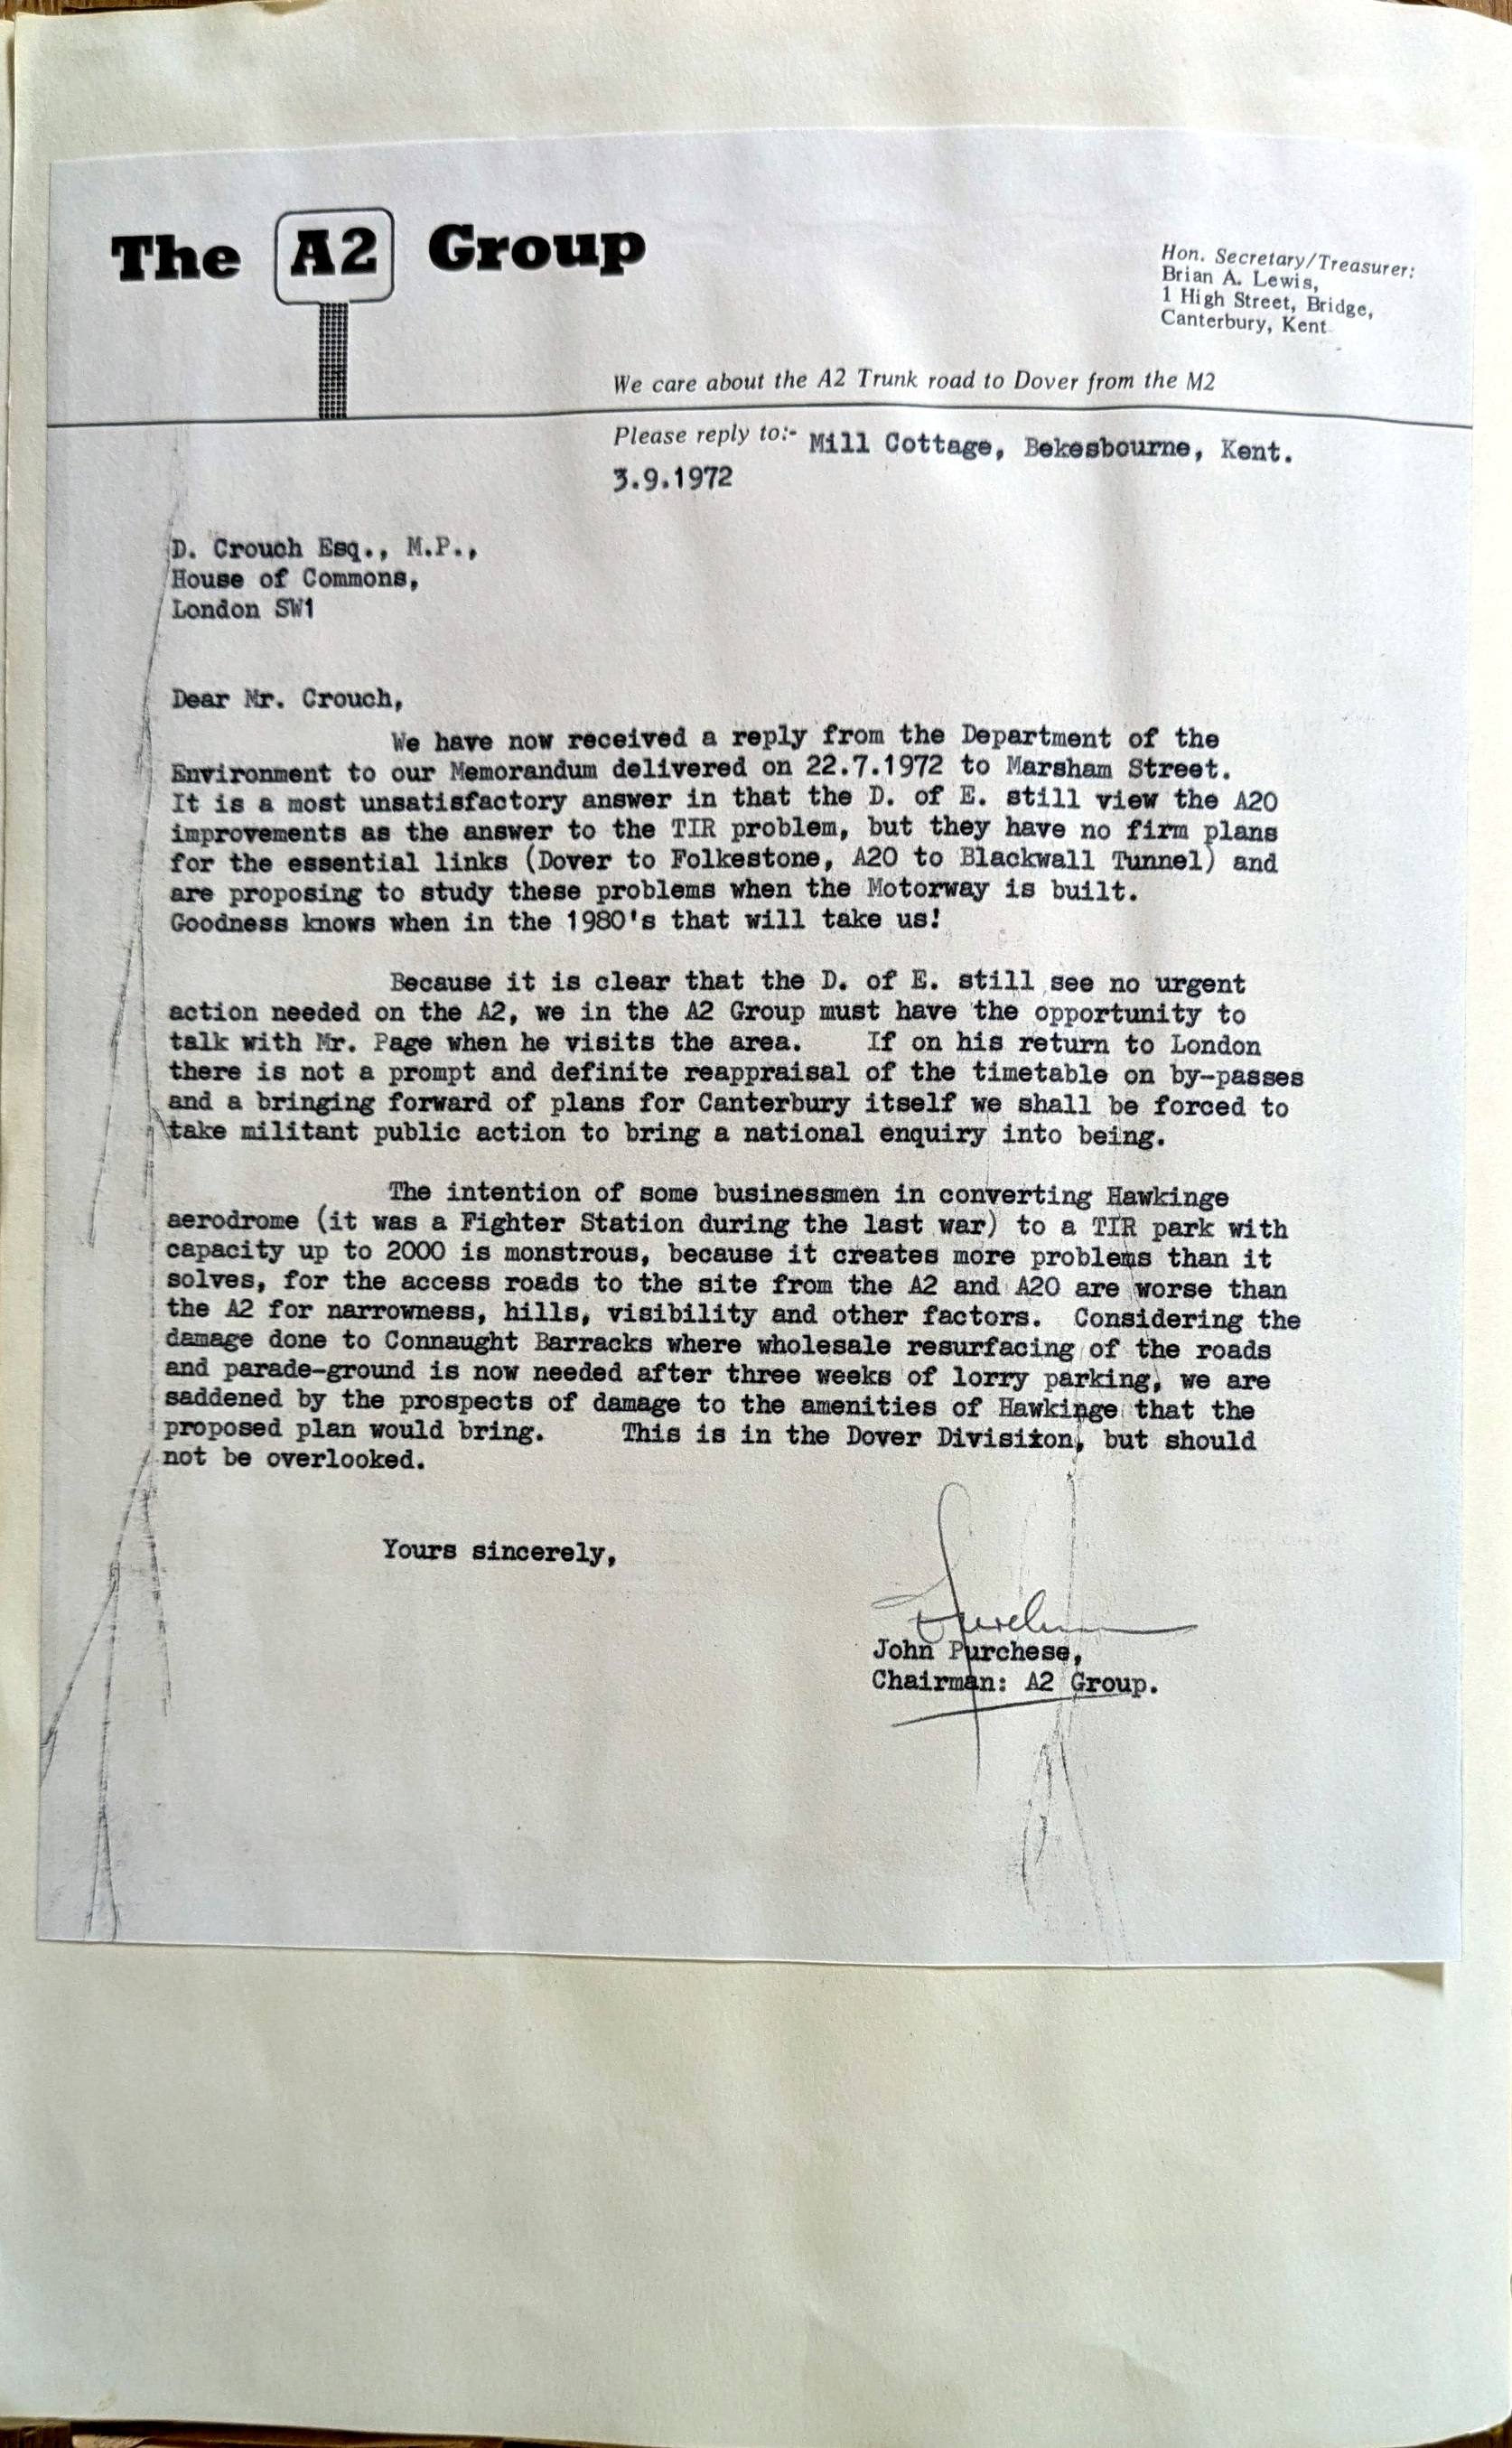 The A2 Group
Hon. Secretary/Treasurer:
Brian A. Lewis,
1 High Street, Bridge,
Canterbury, Kent
We care about the A2 Trunk road to Dover from the M2
Please reply to:- Mill Cottage, Bekesbourne, Kent.
3.9.1972
D. Crouch Esq., M.P.,
House of Commons,
London SW1
Dear Mr. Crouch,
We have now received a reply from the Department of the
Environment to our Memorandum delivered on 22.7.1972 to Marsham Street.
It is a most unsatisfactory answer in that the D. of E. still view the A20
improvements as the answer to the TIR problem, but they have no firm plans
for the essential links (Dover to Folkestone, A20 to Blackwall Tunnel) and
are proposing to study these problems when the Motorway is built.
Goodness knows when in the 1980's that will take us!
Because it is clear that the D. of E. still see no urgent
action needed on the A2, we in the A2 Group must have the opportunity to
talk with Mr. Page when he visits the area. If on his return to London
there is not a prompt and definite reappraisal of the timetable on by-passes
and a bringing forward of plans for Canterbury itself we shall be forced to
take militant public action to bring a national enquiry into being.
The intention of some businessmen in converting Hawkinge
aerodrome (it was a Fighter Station during the last war) to a TIR park with
capacity up to 2000 is monstrous, because it creates more problems than it
solves, for the access roads to the site from the A2 and A20 are worse than
the A2 for narrowness, hills, visibility and other factors. Considering the
damage done to Connaught Barracks where wholesale resurfacing of the roads
and parade-ground is now needed after three weeks of lorry parking, we are
saddened by the prospects of damage to the amenities of Hawkinge that the
proposed plan would bring. This is in the Dover Division, but should
not be overlooked.
Yours sincerely,
John Purchese,
Chairman: A2 Group.